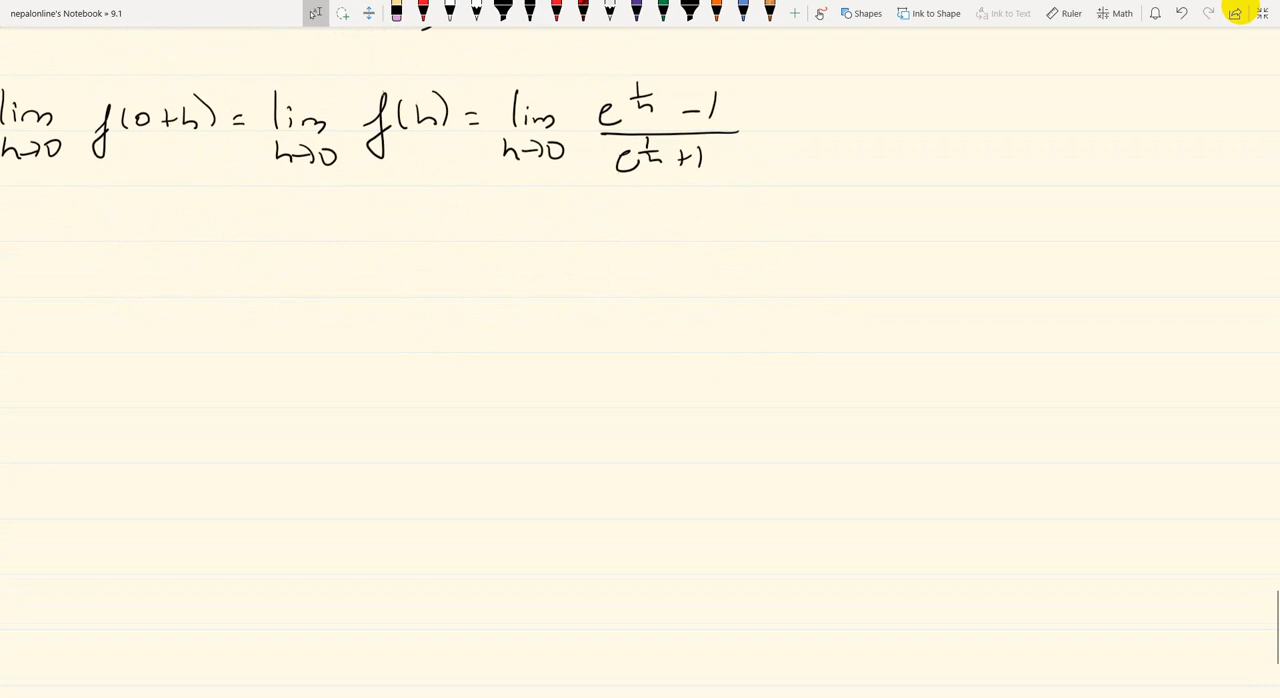 nepalonline's Notebook » 9.1
Shapes Ink to Shape Ink to Text Ruler Math
lim f(0+h) = lim f(h) = lim e^{1/h} - 1
h→0 h→0 h→0 e^{1/h} + 1